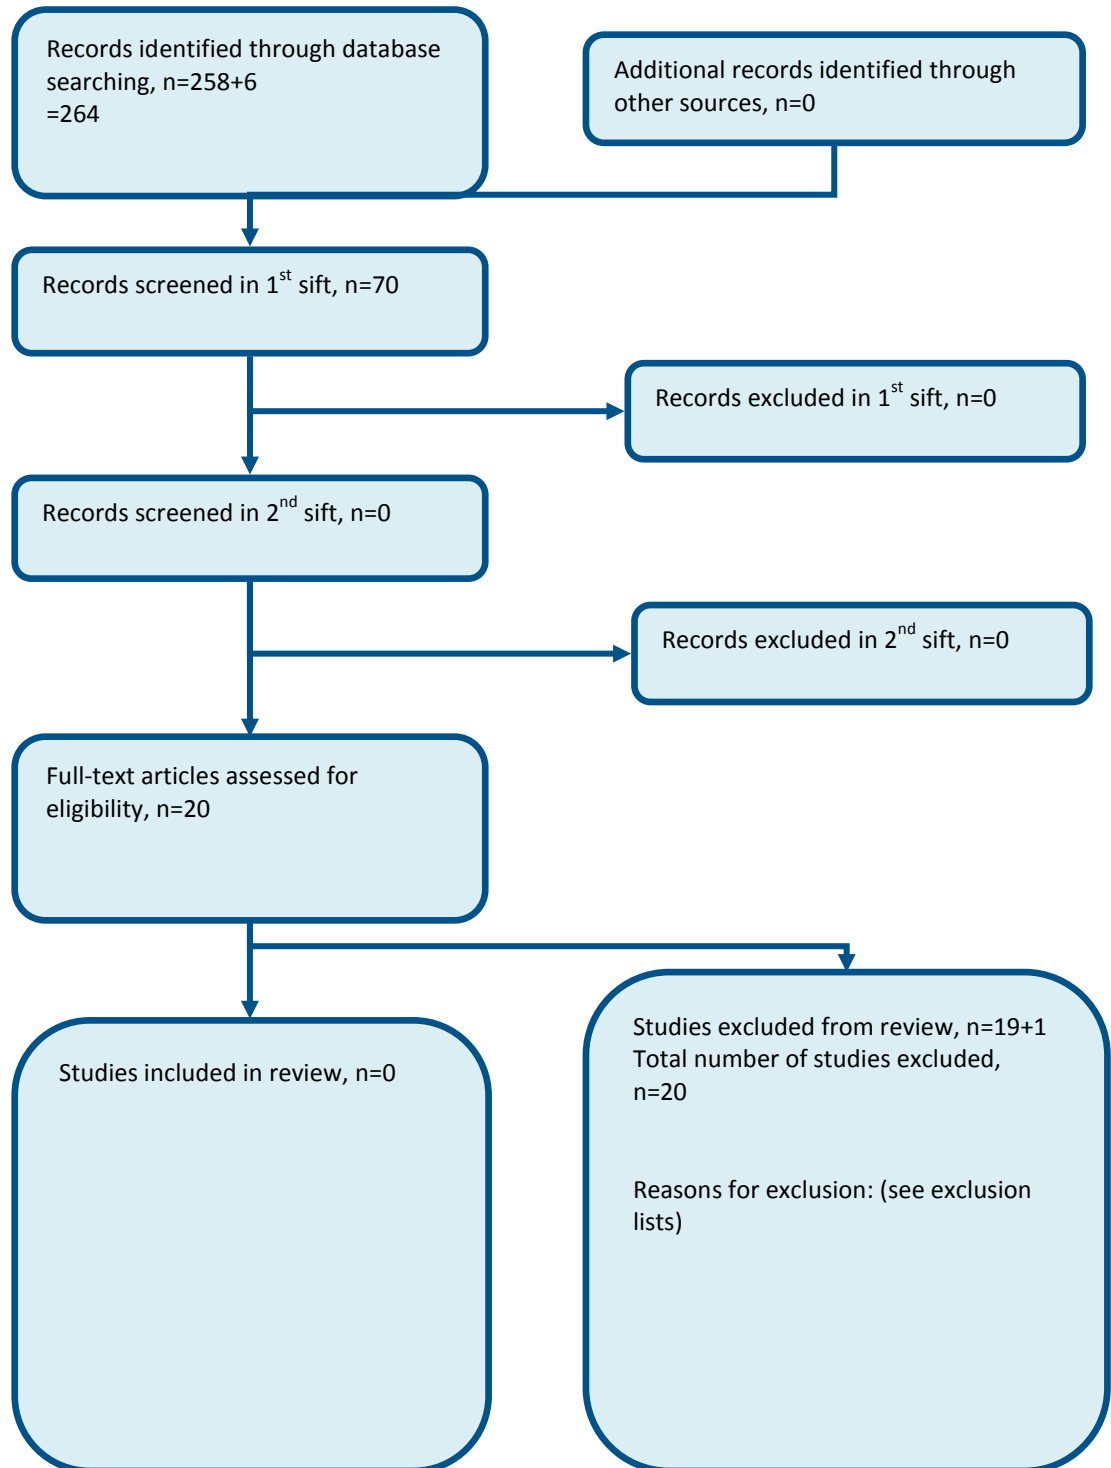 Records identified through database
searching, n=258+6
=264
Additional records identified through
other sources, n=0
Records screened in 1st sift, n=70
Records excluded in 1st sift, n=0
Records screened in 2nd sift, n=0
Records excluded in 2nd sift, n=0
Full-text articles assessed for
eligibility, n=20
Studies included in review, n=0
Studies excluded from review, n=19+1
Total number of studies excluded,
n=20
Reasons for exclusion: (see exclusion
lists)